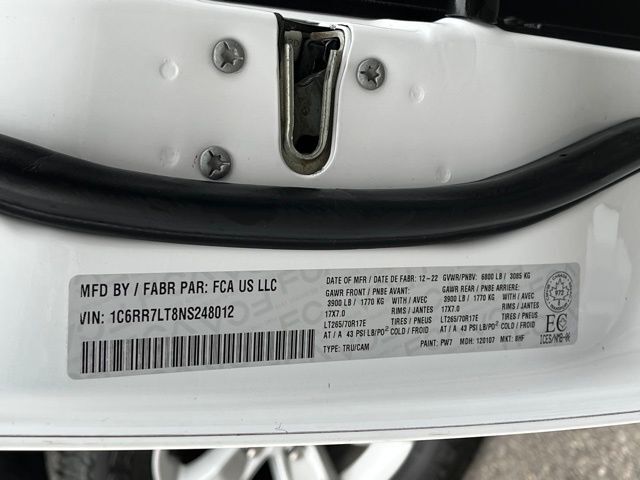 MFD BY / FABR PAR: FCA US LLC
VIN: 1C6RR7LT8NS248012
DATE OF MFR / DATE DE FABR: 12-22 GVWR/PNBV: 6800 LB / 3085 KG
GAWR FRONT / PNBE AVANT: GAWR REAR / PNBE ARRIERE:
3900 LB / 1770 KG WITH / AVEC 3900 LB / 1770 KG WITH / AVEC
17X7.0 RIMS / JANTES 17X7.0 RIMS / JANTES
LT265/70R17E TIRES / PNEUS LT265/70R17E TIRES / PNEUS
AT / A 43 PSI LB/PO² COLD / FROID AT / A 43 PSI LB/PO² COLD / FROID
TYPE: TRU/CAM PAINT: PW7 MDH: 120107 MKT: BHF
EC